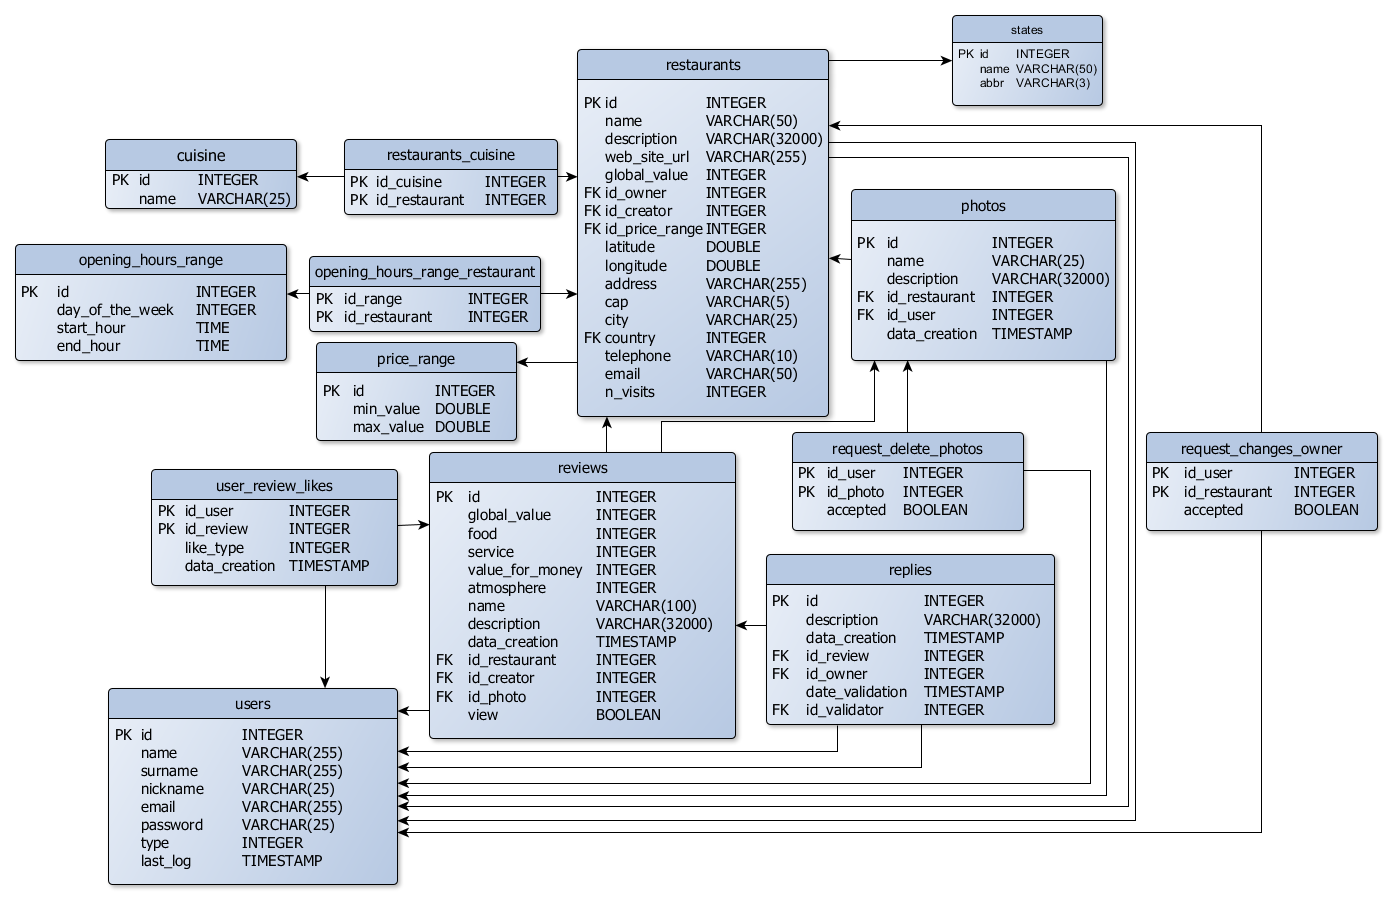 states
PK id INTEGER
name VARCHAR(50)
abbr VARCHAR(3)
restaurants
PK id INTEGER
name VARCHAR(50)
description VARCHAR(32000)
web_site_url VARCHAR(255)
global_value INTEGER
FK id_owner INTEGER
FK id_creator INTEGER
FK id_price_range INTEGER
latitude DOUBLE
longitude DOUBLE
address VARCHAR(255)
cap VARCHAR(5)
city VARCHAR(25)
FK country INTEGER
telephone VARCHAR(10)
email VARCHAR(50)
n_visits INTEGER
cuisine
PK id INTEGER
name VARCHAR(25)
restaurants_cuisine
PK id_cuisine INTEGER
PK id_restaurant INTEGER
photos
PK id INTEGER
name VARCHAR(25)
description VARCHAR(32000)
FK id_restaurant INTEGER
FK id_user INTEGER
data_creation TIMESTAMP
opening_hours_range
PK id INTEGER
day_of_the_week INTEGER
start_hour TIME
end_hour TIME
opening_hours_range_restaurant
PK id_range INTEGER
PK id_restaurant INTEGER
price_range
PK id INTEGER
min_value DOUBLE
max_value DOUBLE
request_delete_photos
PK id_user INTEGER
PK id_photo INTEGER
accepted BOOLEAN
request_changes_owner
PK id_user INTEGER
PK id_restaurant INTEGER
accepted BOOLEAN
reviews
PK id INTEGER
global_value INTEGER
food INTEGER
service INTEGER
value_for_money INTEGER
atmosphere INTEGER
name VARCHAR(100)
description VARCHAR(32000)
data_creation TIMESTAMP
FK id_restaurant INTEGER
FK id_creator INTEGER
FK id_photo INTEGER
view BOOLEAN
user_review_likes
PK id_user INTEGER
PK id_review INTEGER
like_type INTEGER
data_creation TIMESTAMP
replies
PK id INTEGER
description VARCHAR(32000)
data_creation TIMESTAMP
FK id_review INTEGER
FK id_owner INTEGER
date_validation TIMESTAMP
FK id_validator INTEGER
users
PK id INTEGER
name VARCHAR(255)
surname VARCHAR(255)
nickname VARCHAR(25)
email VARCHAR(255)
password VARCHAR(25)
type INTEGER
last_log TIMESTAMP